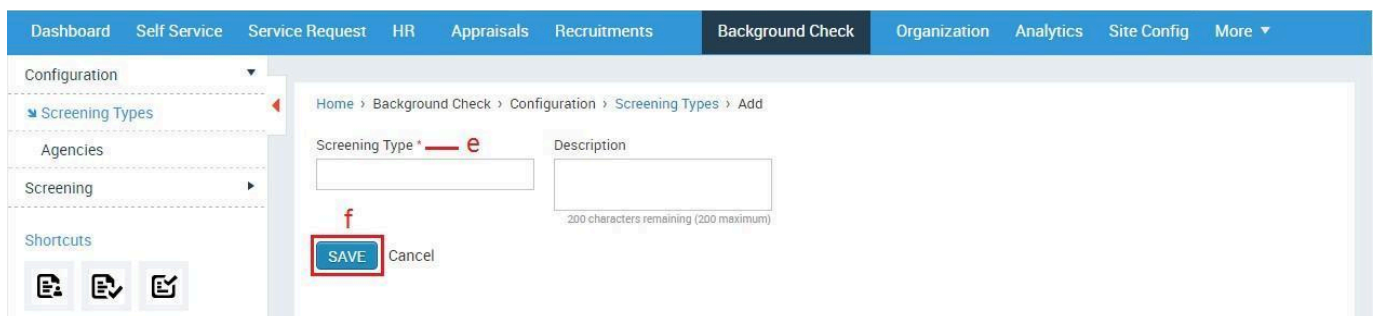 Dashboard Self Service Service Request HR Appraisals Recruitments Background Check Organization Analytics Site Config More ▼
Configuration ▼
Screening Types
Agencies
Screening ▶
Shortcuts
Home › Background Check › Configuration › Screening Types › Add
Screening Type * e
Description
200 characters remaining (200 maximum)
f
SAVE Cancel